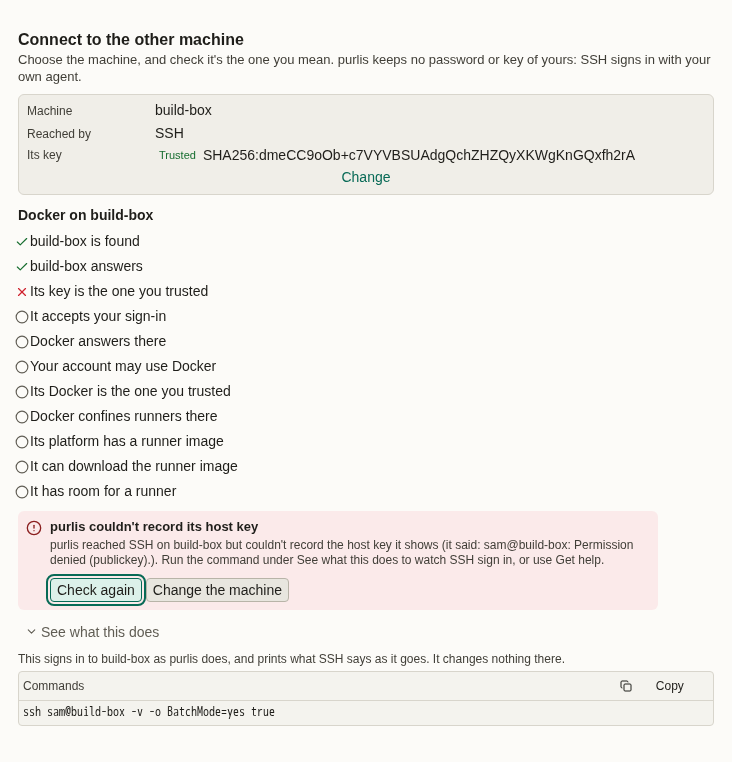 Connect to the other machine
Choose the machine, and check it's the one you mean. purlis keeps no password or key of yours: SSH signs in with your
own agent.
Machine build-box
Reached by SSH
Its key Trusted SHA256:dmeCC9oOb+c7VYVBSUAdgQchZHZQyXKWgKnGQxfh2rA
Change
Docker on build-box
build-box is found
build-box answers
Its key is the one you trusted
It accepts your sign-in
Docker answers there
Your account may use Docker
Its Docker is the one you trusted
Docker confines runners there
Its platform has a runner image
It can download the runner image
It has room for a runner
purlis couldn't record its host key
purlis reached SSH on build-box but couldn't record the host key it shows (it said: sam@build-box: Permission
denied (publickey).). Run the command under See what this does to watch SSH sign in, or use Get help.
Check again Change the machine
See what this does
This signs in to build-box as purlis does, and prints what SSH says as it goes. It changes nothing there.
Commands Copy
ssh sam@build-box -v -o BatchMode=yes true